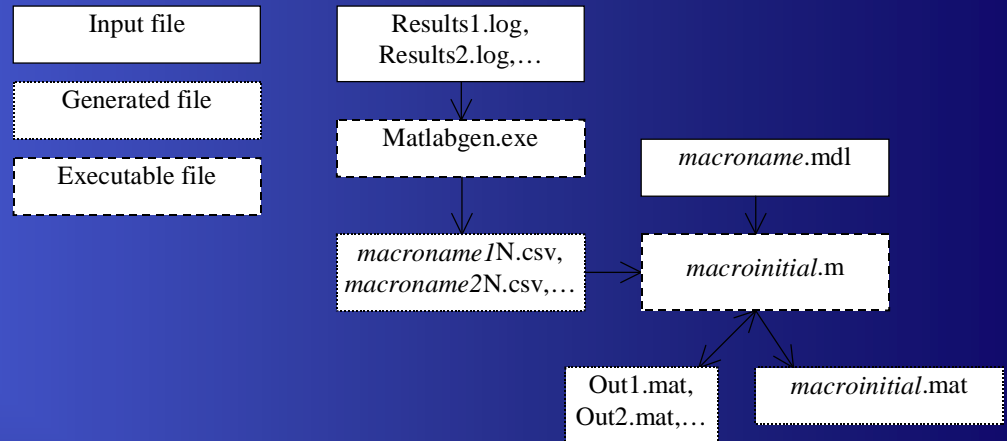 Input file
Generated file
Executable file
Results1.log,
Results2.log,…
Matlabgen.exe
macroname1N.csv,
macroname2N.csv,…
macroname.mdl
macroinitial.m
Out1.mat,
Out2.mat,…
macroinitial.mat